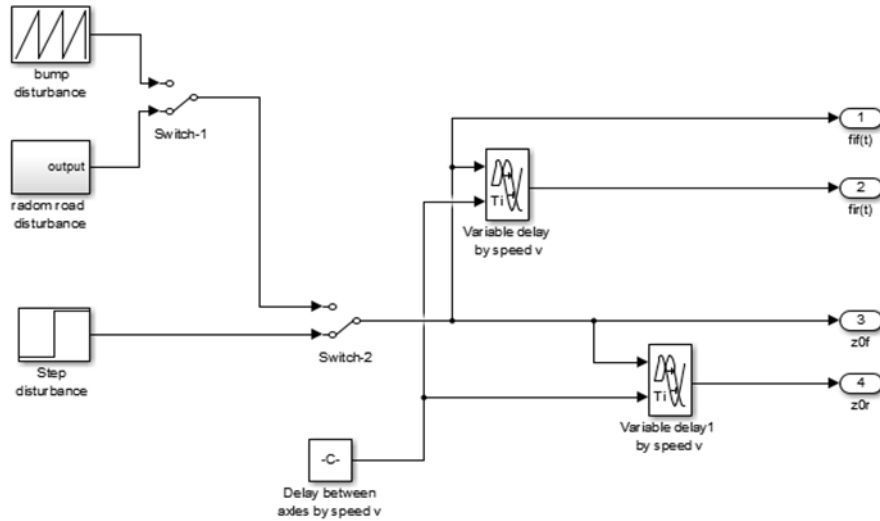 bump
disturbance
Switch-1
output
radom road
disturbance
1
fif(t)
Ti
2
fir(t)
Variable delay
by speed v
Step
disturbance
Switch-2
3
z0f
Ti
4
z0r
Variable delay1
by speed v
-C-
Delay between
axles by speed v